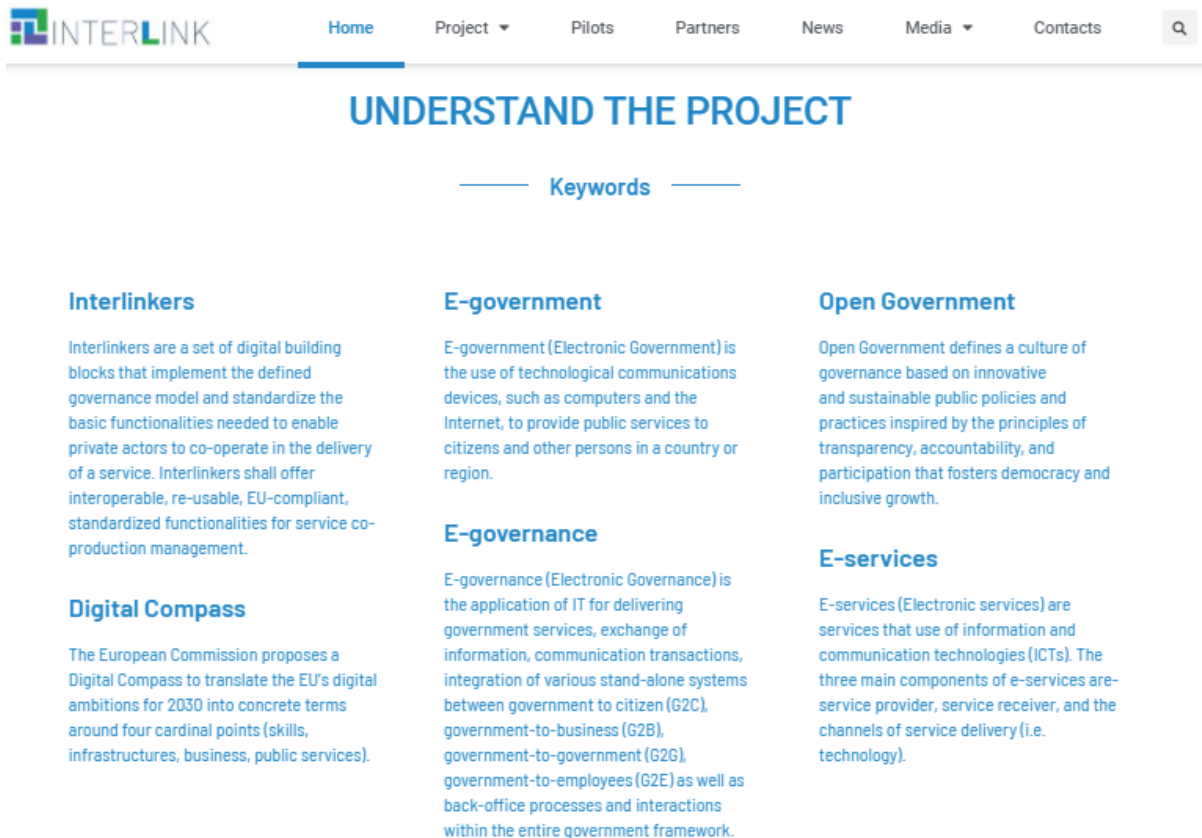 INTERLINK
Home
Project
Pilots
Partners
News
Media
Contacts
UNDERSTAND THE PROJECT
Keywords
Interlinkers
Interlinkers are a set of digital building
blocks that implement the defined
governance model and standardize the
basic functionalities needed to enable
private actors to co-operate in the delivery
of a service. Interlinkers shall offer
interoperable, re-usable, EU-compliant,
standardized functionalities for service co-
production management.
Digital Compass
The European Commission proposes a
Digital Compass to translate the EU's digital
ambitions for 2030 into concrete terms
around four cardinal points (skills,
infrastructures, business, public services).
E-government
E-government (Electronic Government) is
the use of technological communications
devices, such as computers and the
Internet, to provide public services to
citizens and other persons in a country or
region.
E-governance
E-governance (Electronic Governance) is
the application of IT for delivering
government services, exchange of
information, communication transactions,
integration of various stand-alone systems
between government to citizen (G2C),
government-to-business (G2B),
government-to-government (G2G),
government-to-employees (G2E) as well as
back-office processes and interactions
within the entire government framework.
Open Government
Open Government defines a culture of
governance based on innovative
and sustainable public policies and
practices inspired by the principles of
transparency, accountability, and
participation that fosters democracy and
inclusive growth.
E-services
E-services (Electronic services) are
services that use of information and
communication technologies (ICTs). The
three main components of e-services are-
service provider, service receiver, and the
channels of service delivery (i.e.
technology).